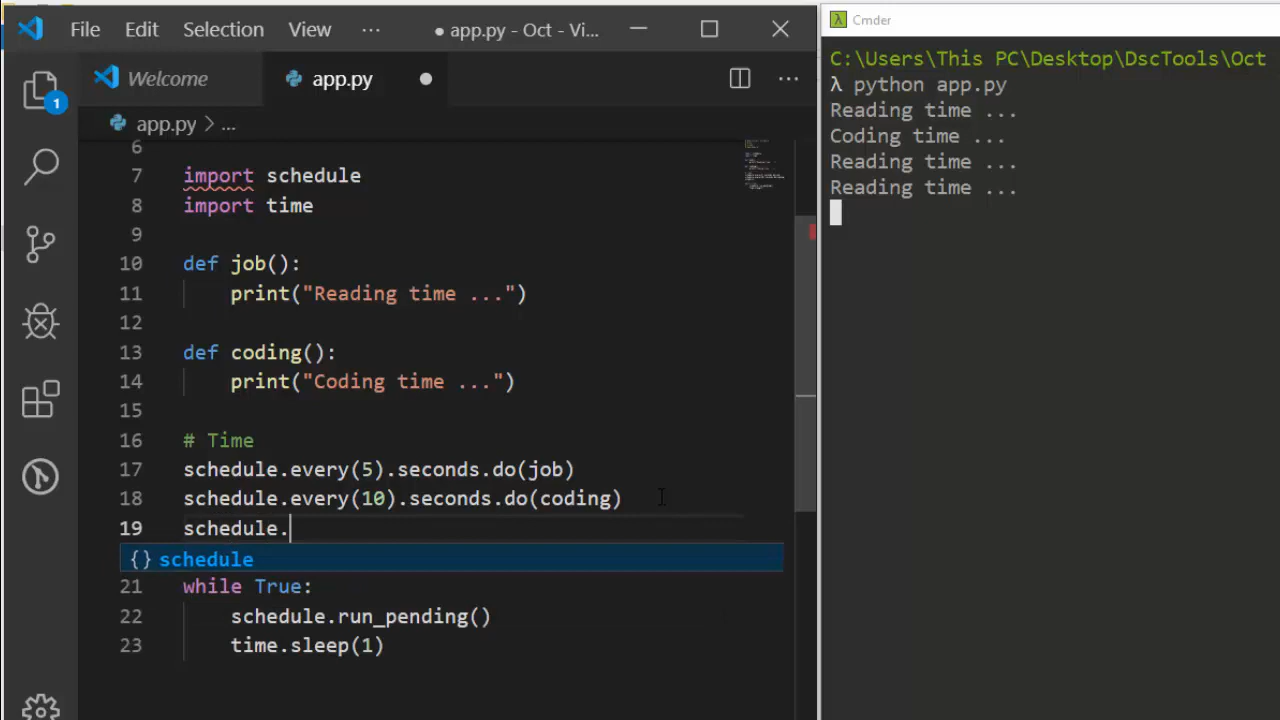 File Edit Selection View ··· ● app.py - Oct - Vi...
Welcome
app.py ●
app.py > ...
1
6
7 import schedule
8 import time
9
10 def job():
11 print("Reading time ...")
12
13 def coding():
14 print("Coding time ...")
15
16 # Time
17 schedule.every(5).seconds.do(job)
18 schedule.every(10).seconds.do(coding)
19 schedule.
{} schedule
21 while True:
22 schedule.run_pending()
23 time.sleep(1)
λ Cmder
C:\Users\This PC\Desktop\DscTools\Oct
λ python app.py
Reading time ...
Coding time ...
Reading time ...
Reading time ...